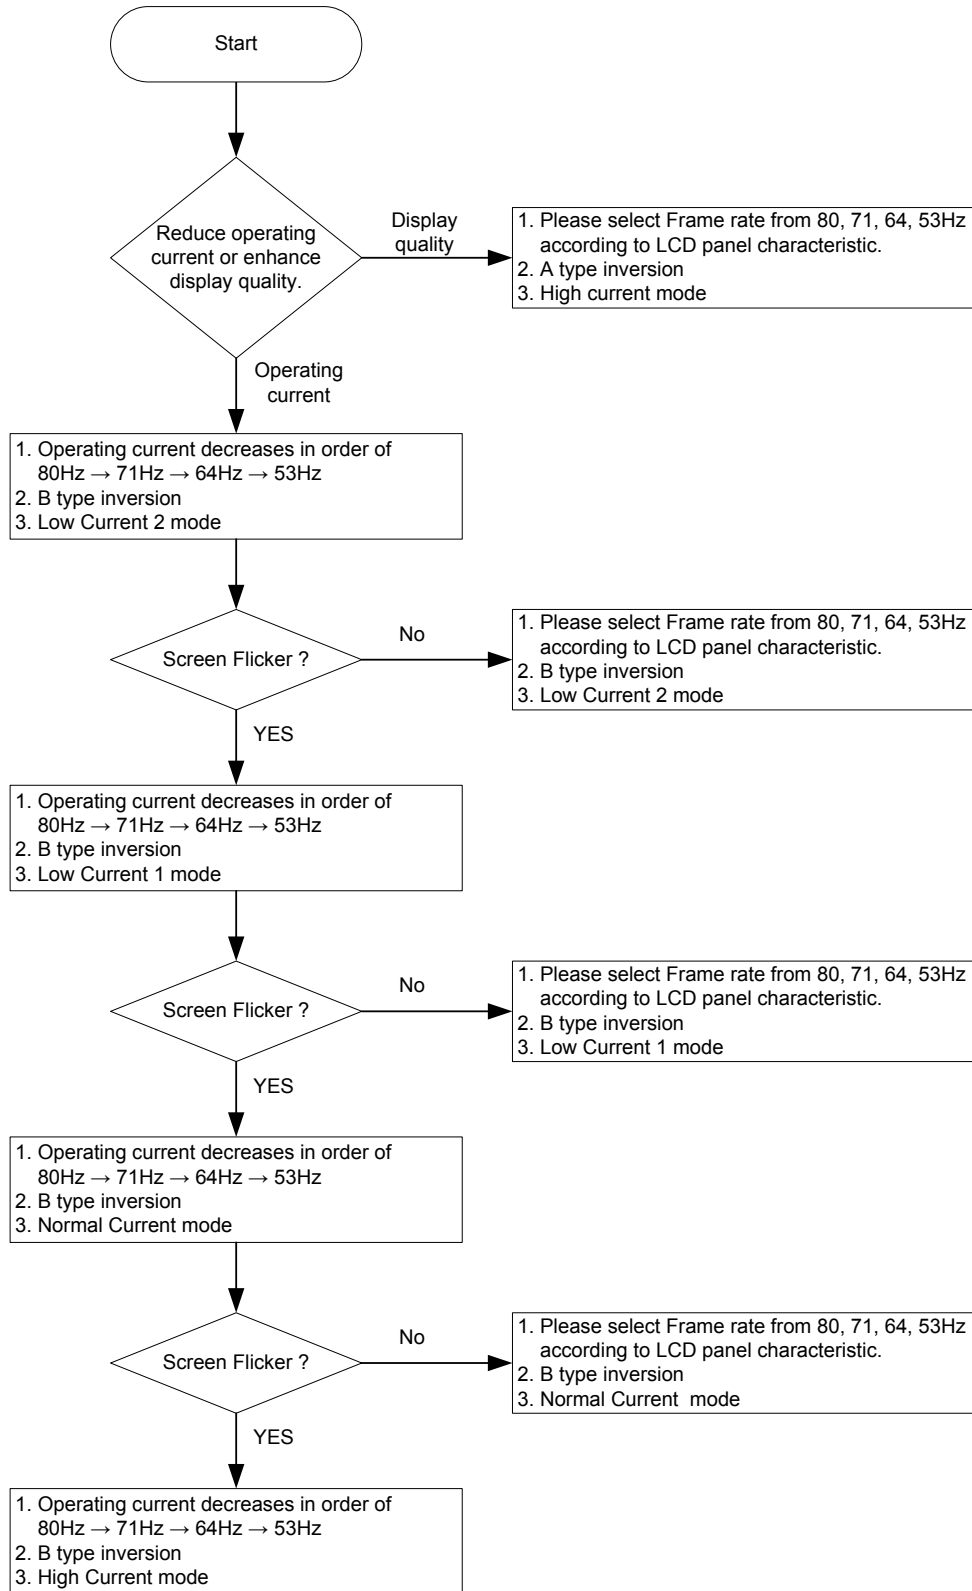 Start
Reduce operating
current or enhance
display quality.
Display
quality
1. Please select Frame rate from 80, 71, 64, 53Hz
according to LCD panel characteristic.
2. A type inversion
3. High current mode
Operating
current
1. Operating current decreases in order of
80Hz → 71Hz → 64Hz → 53Hz
2. B type inversion
3. Low Current 2 mode
Screen Flicker ?
No
1. Please select Frame rate from 80, 71, 64, 53Hz
according to LCD panel characteristic.
2. B type inversion
3. Low Current 2 mode
YES
1. Operating current decreases in order of
80Hz → 71Hz → 64Hz → 53Hz
2. B type inversion
3. Low Current 1 mode
Screen Flicker ?
No
1. Please select Frame rate from 80, 71, 64, 53Hz
according to LCD panel characteristic.
2. B type inversion
3. Low Current 1 mode
YES
1. Operating current decreases in order of
80Hz → 71Hz → 64Hz → 53Hz
2. B type inversion
3. Normal Current mode
Screen Flicker ?
No
1. Please select Frame rate from 80, 71, 64, 53Hz
according to LCD panel characteristic.
2. B type inversion
3. Normal Current  mode
YES
1. Operating current decreases in order of
80Hz → 71Hz → 64Hz → 53Hz
2. B type inversion
3. High Current mode